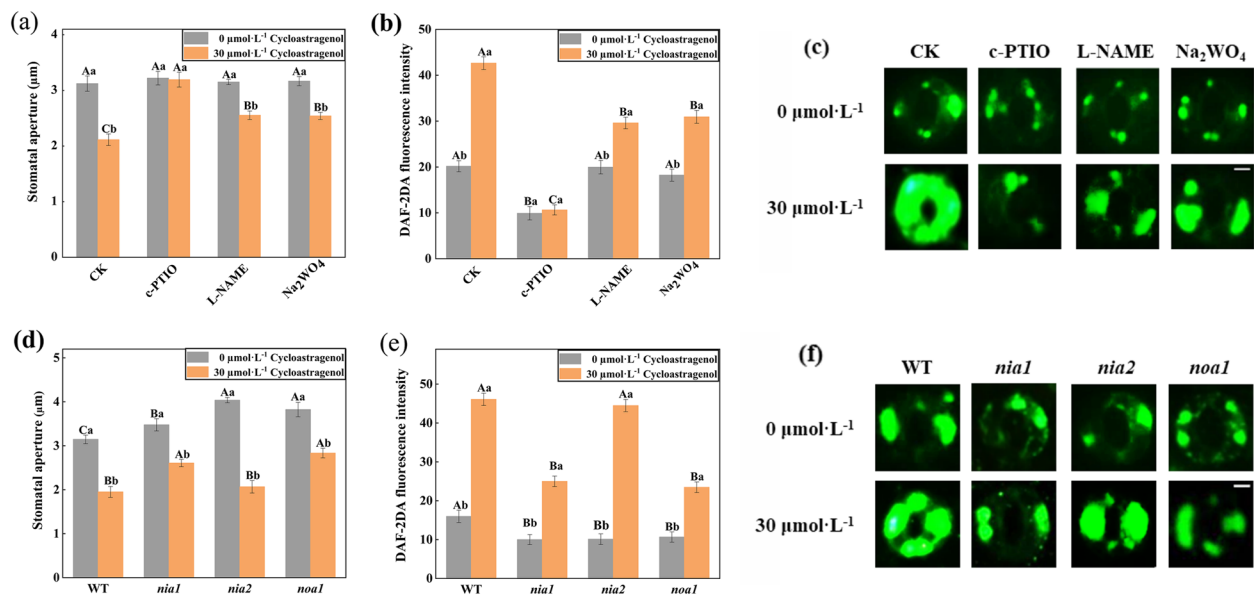 (a)
0 µmol·L⁻¹ Cycloastragenol
30 µmol·L⁻¹ Cycloastragenol
Stomatal aperture (µm)
4
3
2
1
0
Aa
Cb
Aa
Aa
Aa
Bb
Aa
Bb
CK
c-PTIO
L-NAME
Na₂WO₄
(b)
0 µmol·L⁻¹ Cycloastragenol
30 µmol·L⁻¹ Cycloastragenol
DAF-2DA fluorescence intensity
50
40
30
20
10
0
Ab
Aa
Ba
Ca
Ab
Ba
Ab
Ba
CK
c-PTIO
L-NAME
Na₂WO₄
(c)
CK c-PTIO L-NAME Na₂WO₄
0 µmol·L⁻¹
30 µmol·L⁻¹
(d)
0 µmol·L⁻¹ Cycloastragenol
30 µmol·L⁻¹ Cycloastragenol
Stomatal aperture (µm)
5
4
3
2
1
0
Ca
Bb
Ba
Ab
Aa
Bb
Aa
Ab
WT nia1 nia2 noa1
(e)
0 µmol·L⁻¹ Cycloastragenol
30 µmol·L⁻¹ Cycloastragenol
DAF-2DA fluorescence intensity
50
40
30
20
10
0
Ab
Aa
Bb
Ba
Bb
Aa
Bb
Ba
WT nia1 nia2 noa1
(f)
WT nia1 nia2 noa1
0 µmol·L⁻¹
30 µmol·L⁻¹